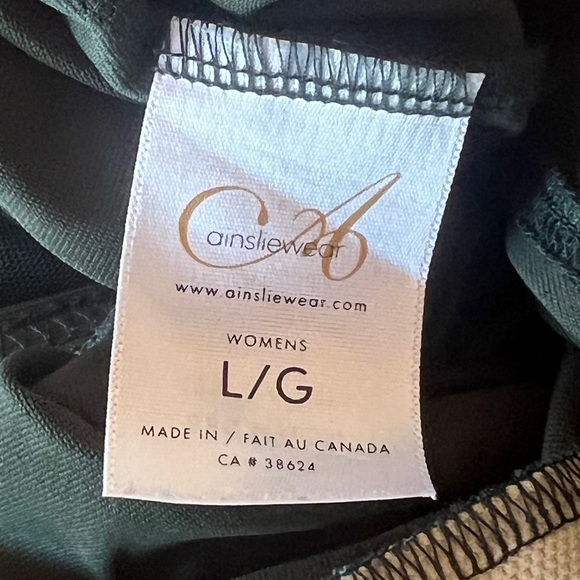 A
ainsliewear
www.ainsliewear.com
WOMENS
L/G
MADE IN / FAIT AU CANADA
CA # 38624